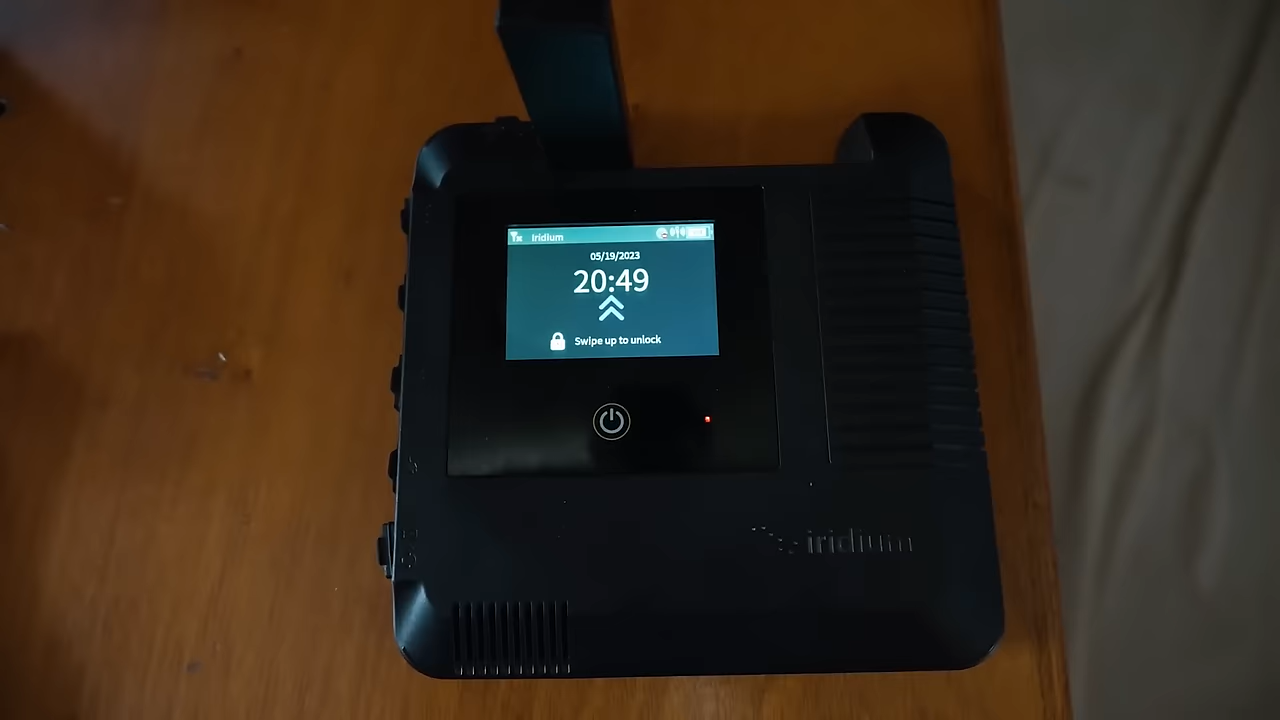 Iridium
05/19/2023
20:49
Swipe up to unlock
iridium